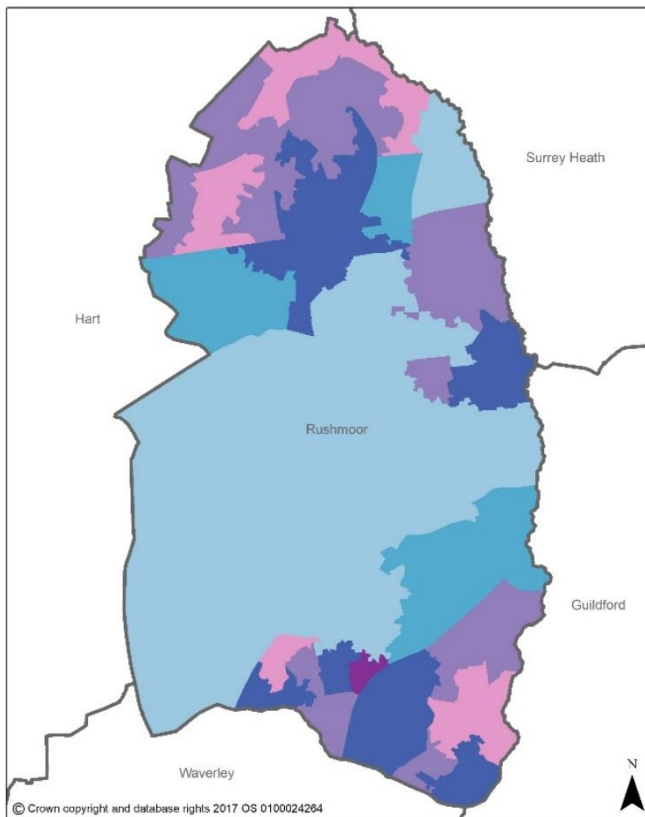 Surrey Heath
Hart
Rushmoor
Guildford
Waverley
N
© Crown copyright and database rights 2017 OS 0100024264